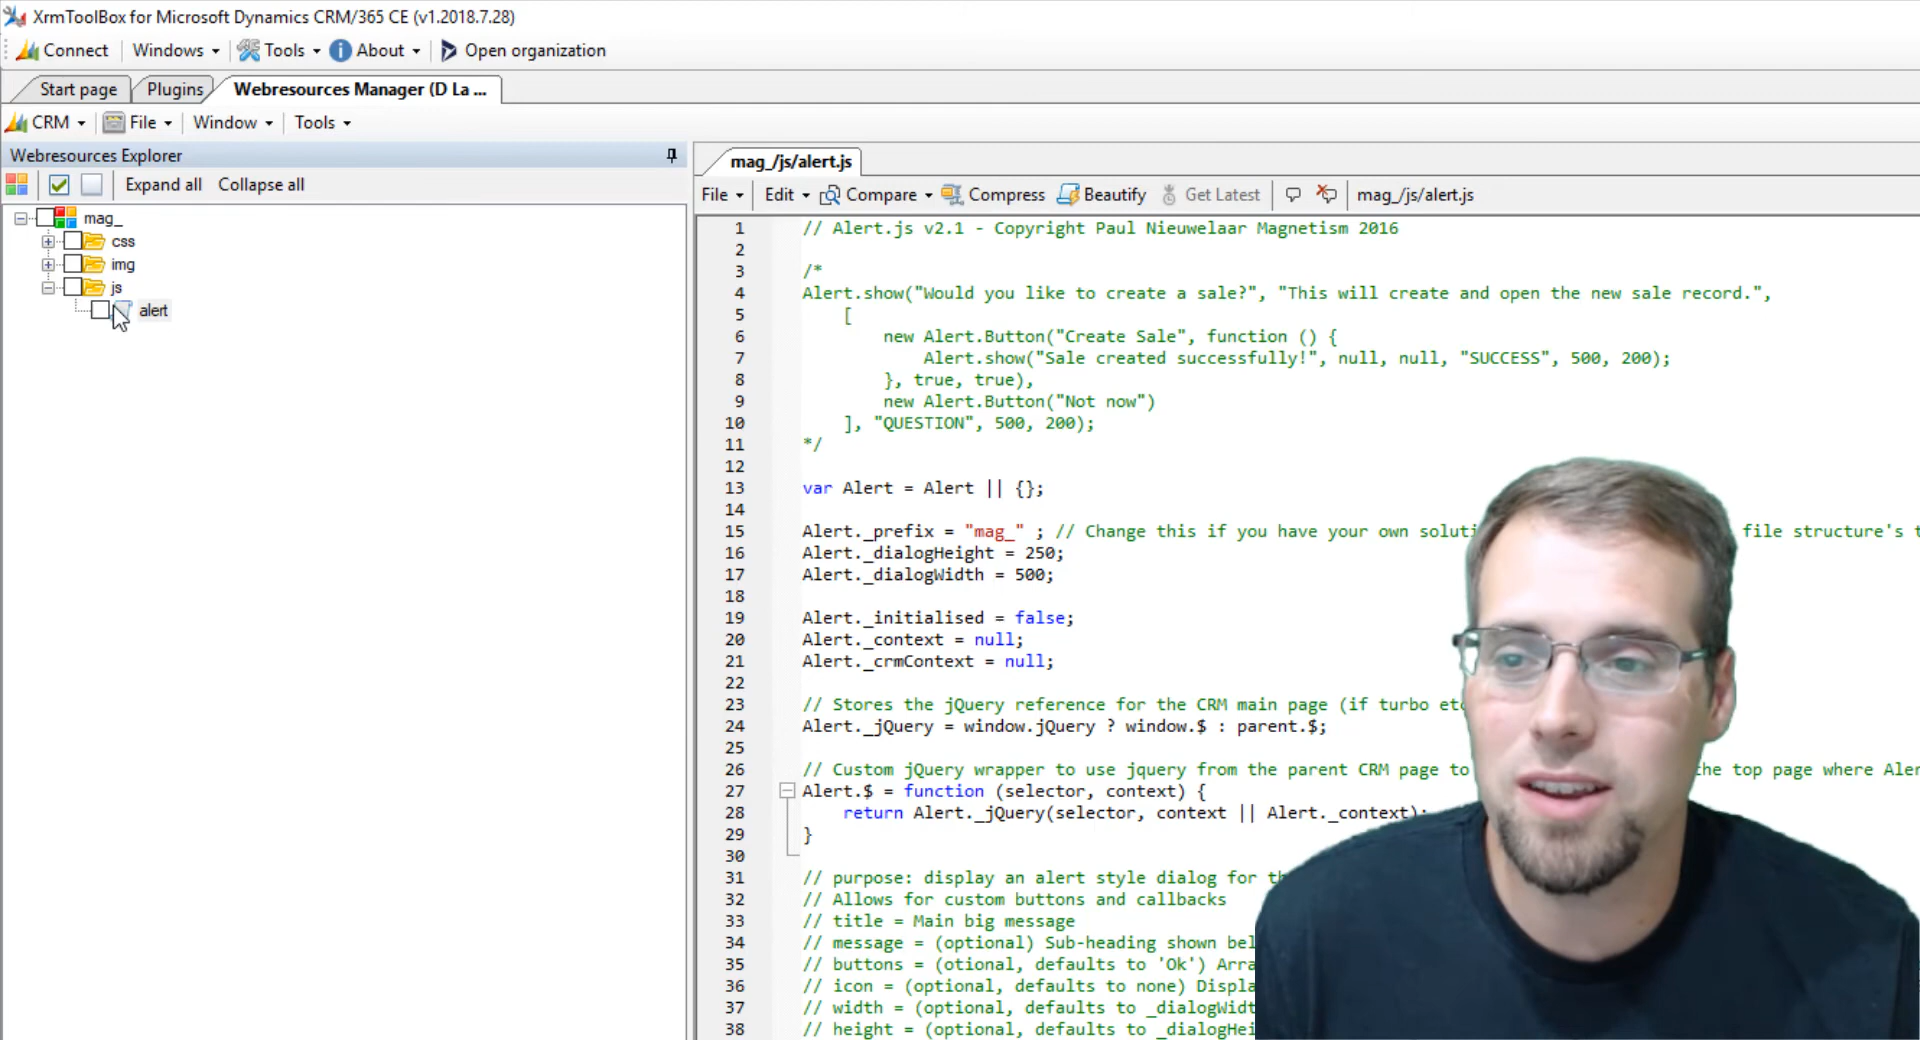 XrmToolBox for Microsoft Dynamics CRM/365 CE (v1.2018.7.28)
Connect Windows Tools About Open organization
Start page Plugins Webresources Manager (D La ...
CRM File Window Tools
Webresources Explorer
Expand all Collapse all
mag_
css
img
js
alert
mag_/js/alert.js
File Edit Compare Compress Beautify Get Latest mag_/js/alert.js
1 // Alert.js v2.1 - Copyright Paul Nieuwelaar Magnetism 2016
2
3 /*
4 Alert.show("Would you like to create a sale?", "This will create and open the new sale record.",
5 [
6 new Alert.Button("Create Sale", function () {
7 Alert.show("Sale created successfully!", null, null, "SUCCESS", 500, 200);
8 }, true, true),
9 new Alert.Button("Not now")
10 ], "QUESTION", 500, 200);
11 */
12
13 var Alert = Alert || {};
14
15 Alert._prefix = "mag_" ; // Change this if you have your own soluti file structure's t
16 Alert._dialogHeight = 250;
17 Alert._dialogWidth = 500;
18
19 Alert._initialised = false;
20 Alert._context = null;
21 Alert._crmContext = null;
22
23 // Stores the jQuery reference for the CRM main page (if turbo etc
24 Alert._jQuery = window.jQuery ? window.$ : parent.$;
25
26 // Custom jQuery wrapper to use jquery from the parent CRM page to the top page where Aler
27 Alert.$ = function (selector, context) {
28 return Alert._jQuery(selector, context || Alert._context);
29 }
30
31 // purpose: display an alert style dialog for th
32 // Allows for custom buttons and callbacks
33 // title = Main big message
34 // message = (optional) Sub-heading shown bel
35 // buttons = (otional, defaults to 'Ok') Arra
36 // icon = (optional, defaults to none) Displa
37 // width = (optional, defaults to _dialogWidt
38 // height = (optional, defaults to _dialogHei